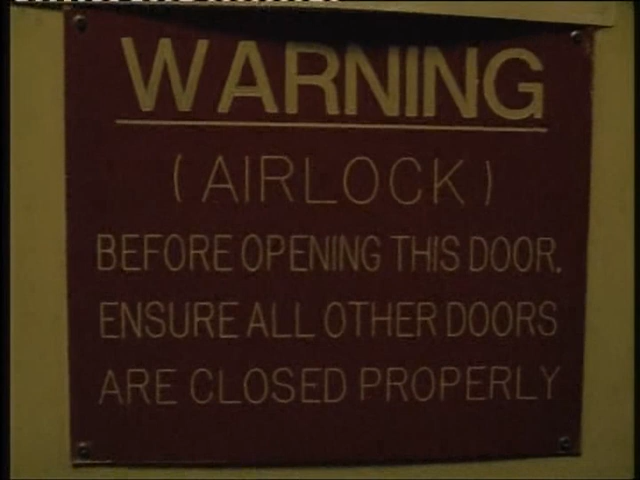 WARNING
( AIRLOCK )
BEFORE OPENING THIS DOOR.
ENSURE ALL OTHER DOORS
ARE CLOSED PROPERLY